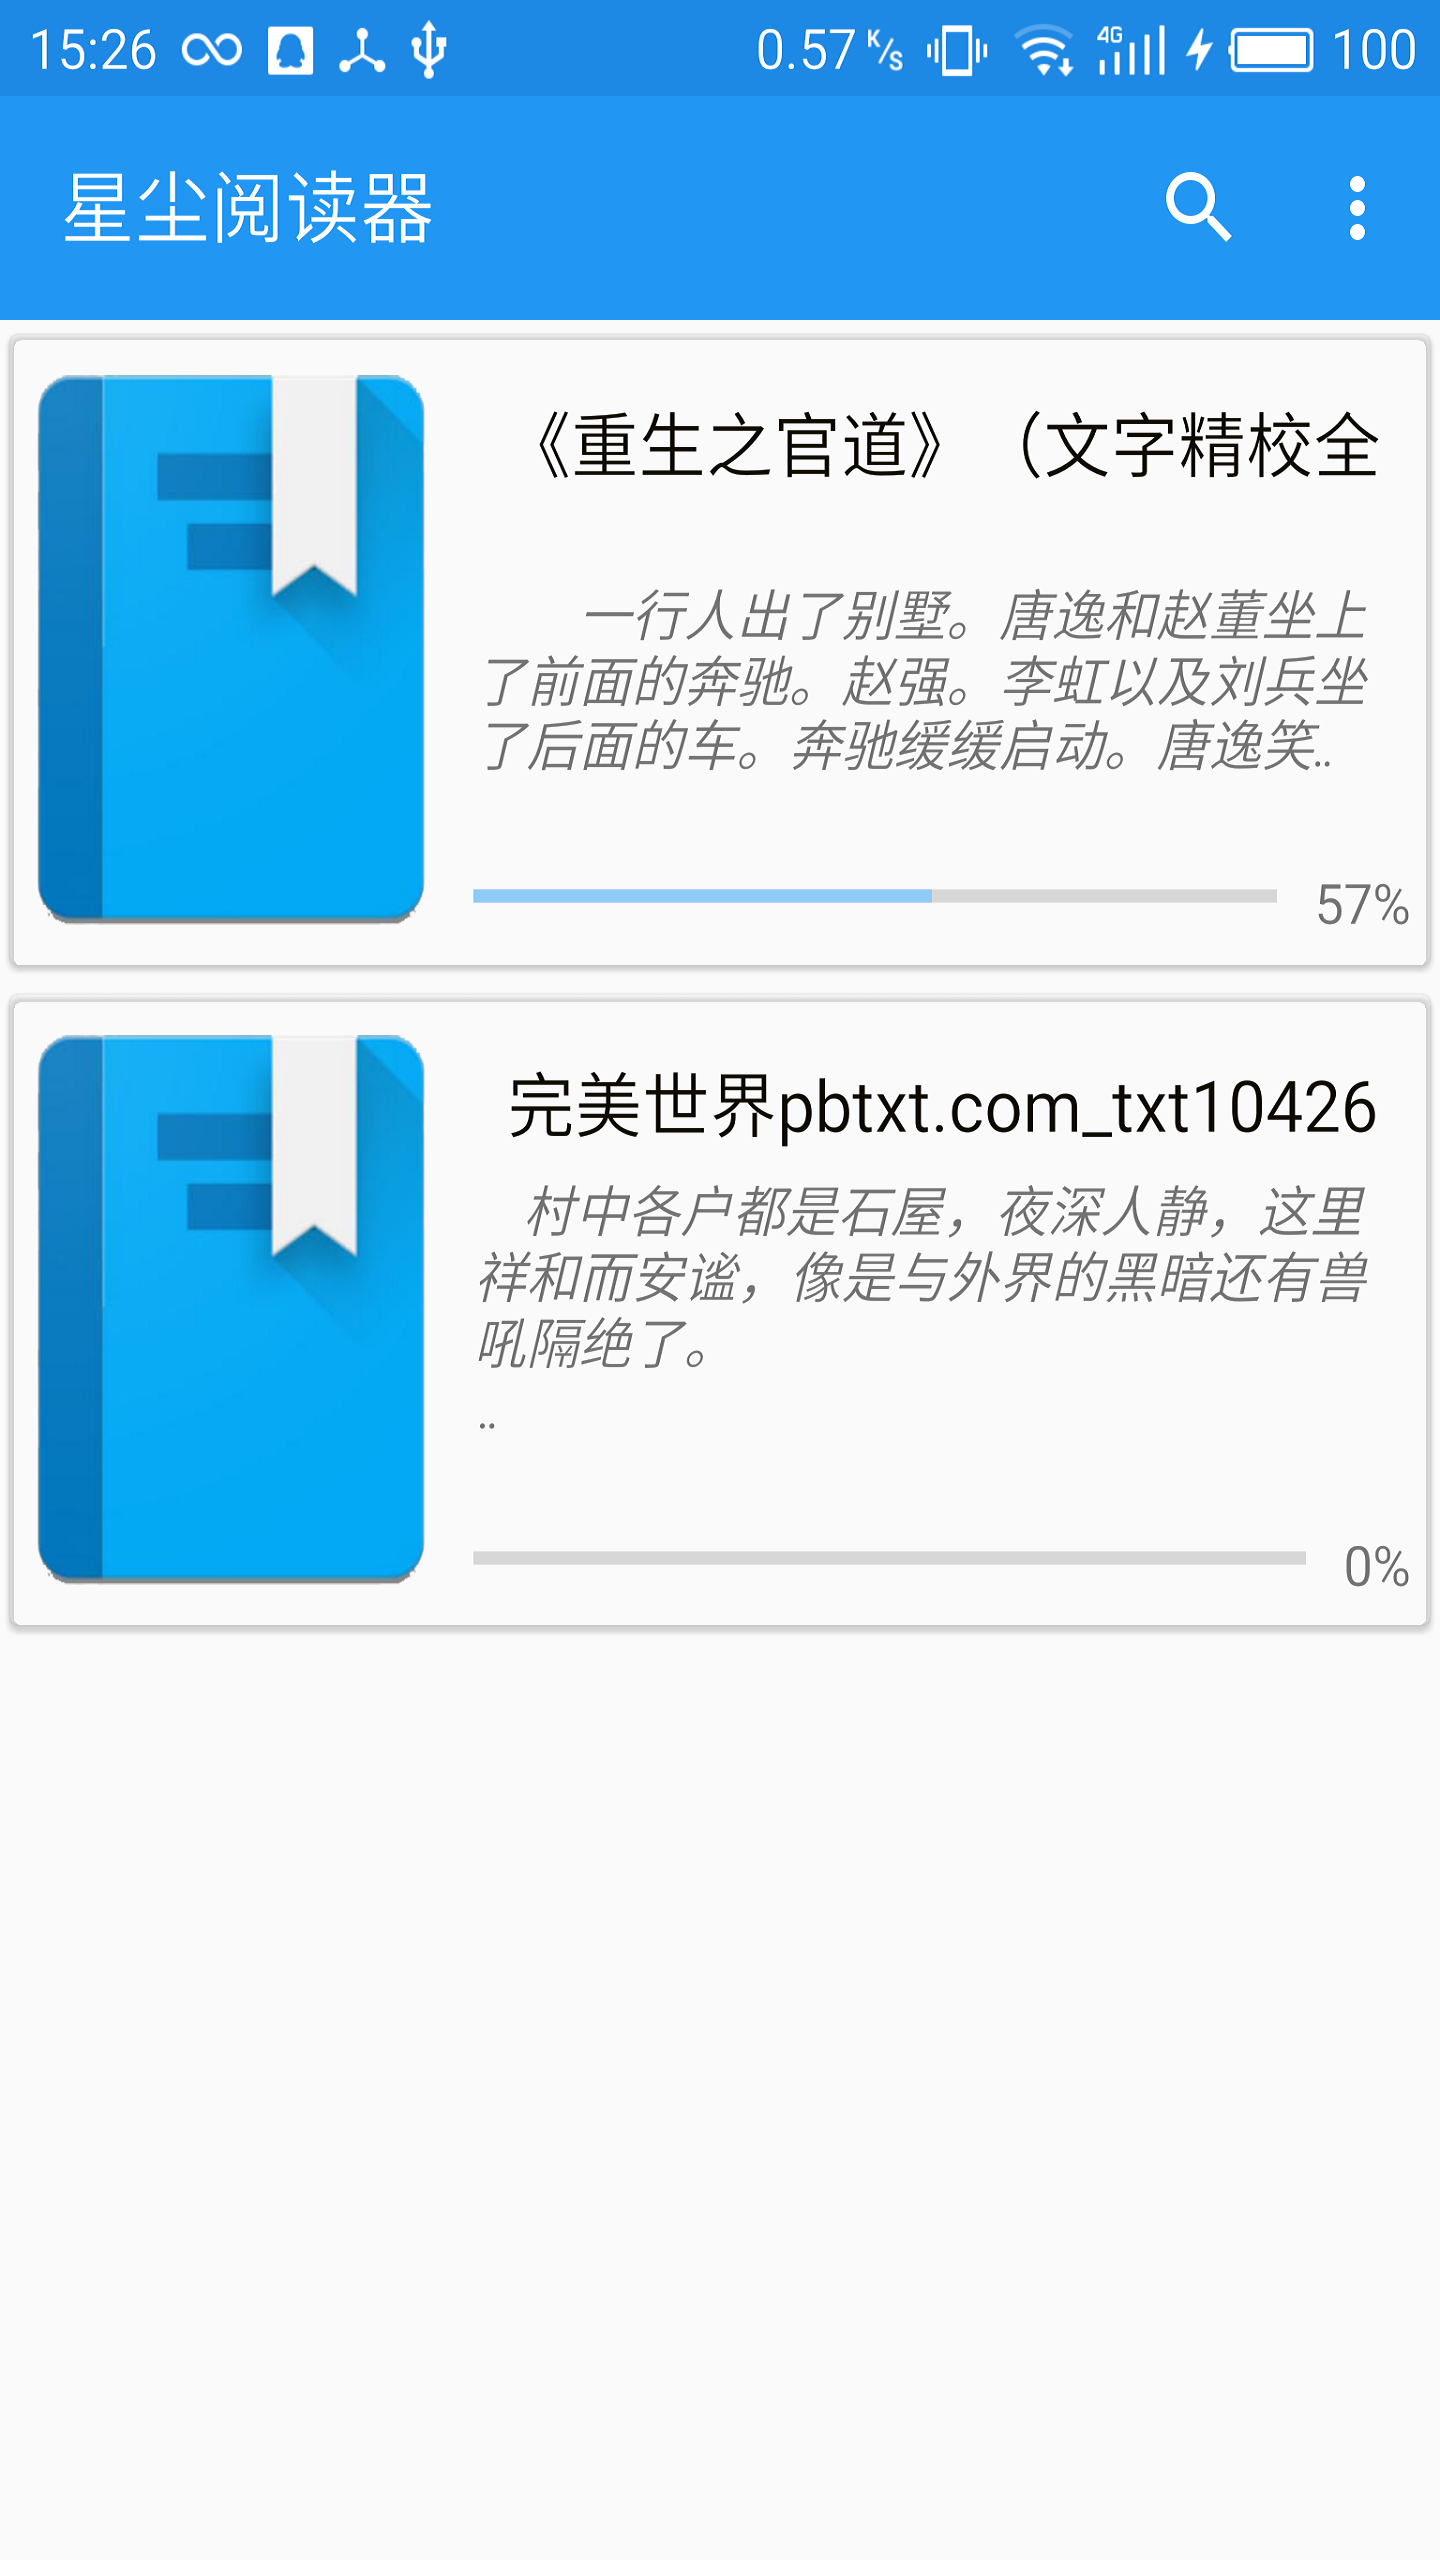 15:26 0.57 K/s 4G 100
星尘阅读器
《重生之官道》（文字精校全
一行人出了别墅。唐逸和赵董坐上
了前面的奔驰。赵强。李虹以及刘兵坐
了后面的车。奔驰缓缓启动。唐逸笑..
57%
完美世界pbtxt.com_txt10426
村中各户都是石屋，夜深人静，这里
祥和而安谧，像是与外界的黑暗还有兽
吼隔绝了。
..
0%